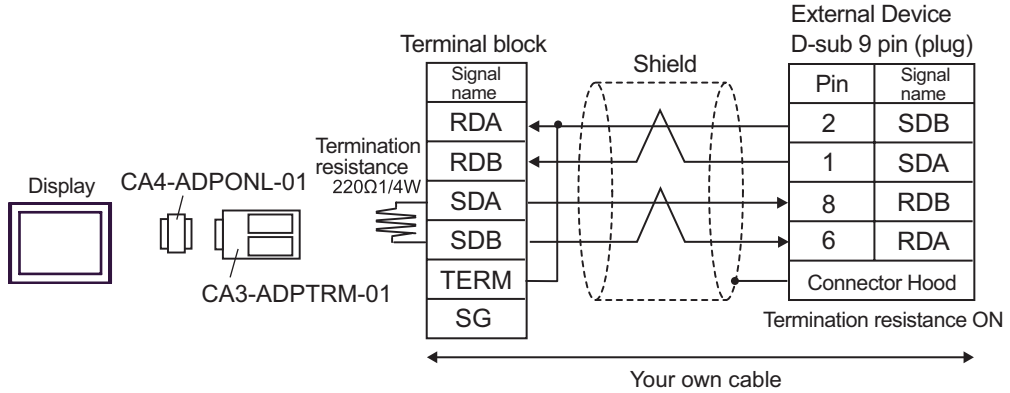 External Device
D-sub 9 pin (plug)
Terminal block
Shield
Signal name
Pin
Signal name
RDA
2
SDB
RDB
1
SDA
SDA
8
RDB
SDB
6
RDA
TERM
Connector Hood
SG
Termination resistance
220Ω1/4W
Display
CA4-ADPONL-01
CA3-ADPTRM-01
Termination resistance ON
Your own cable